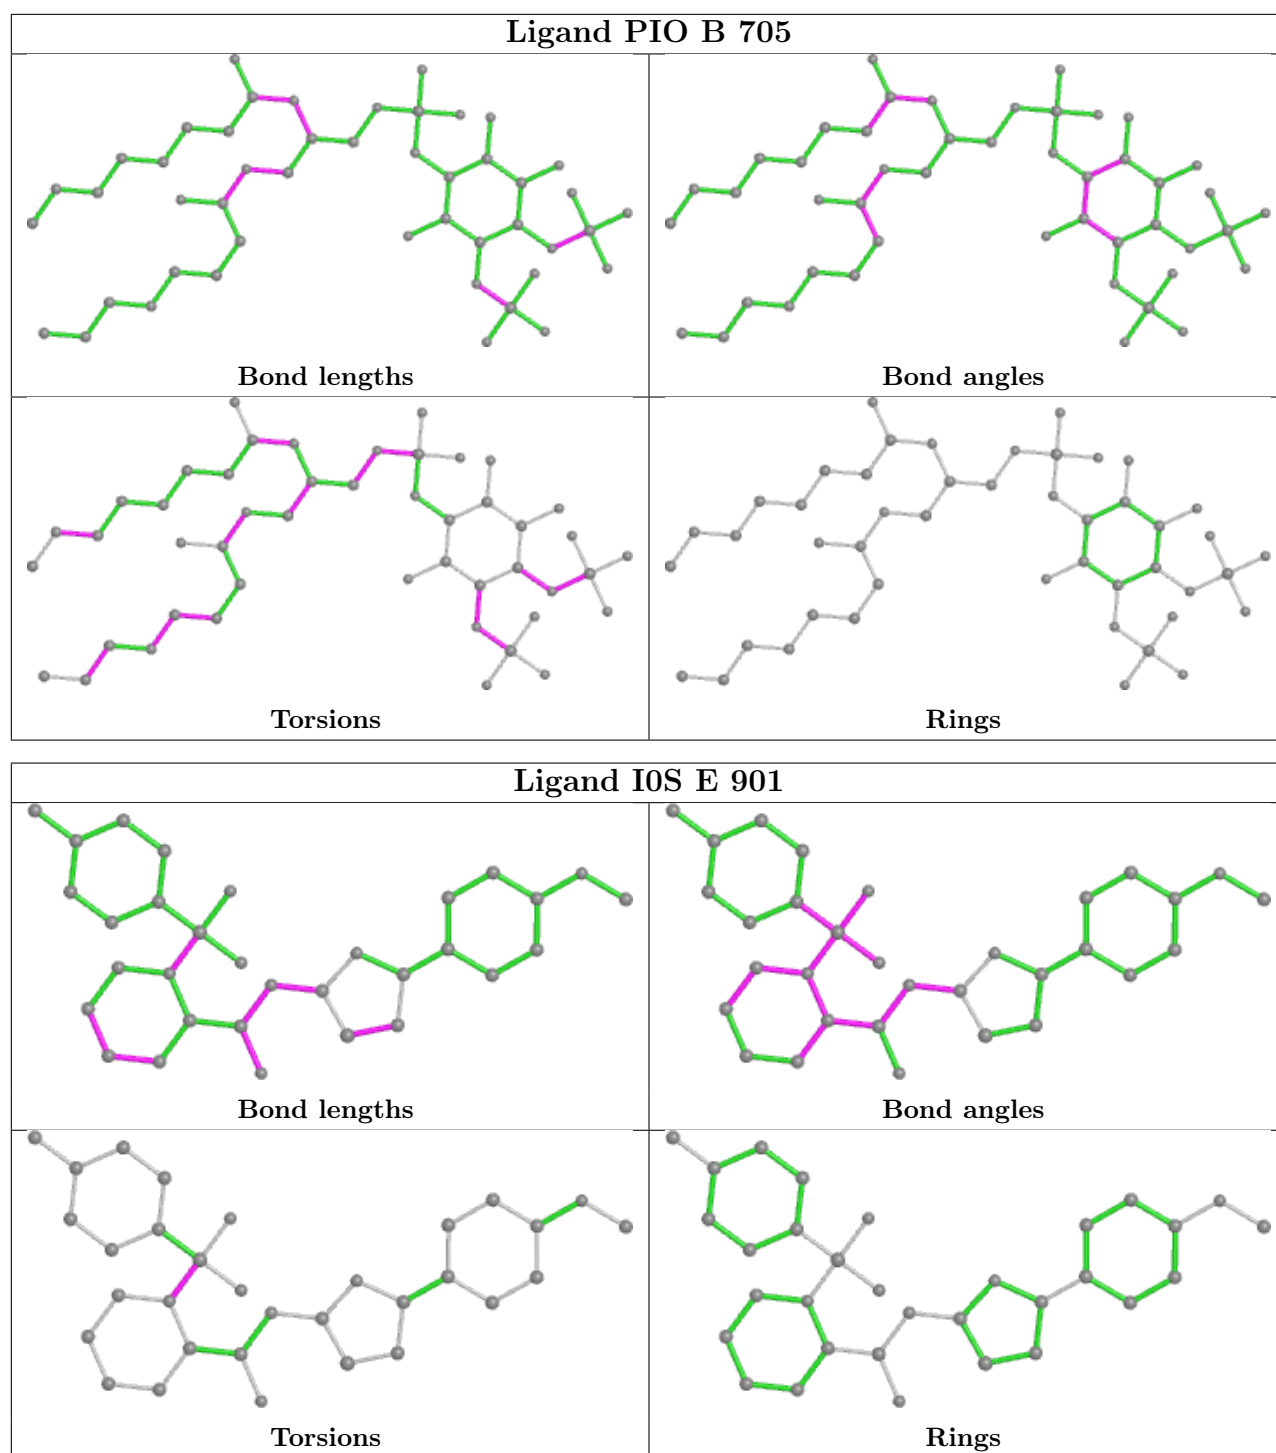 Ligand PIO B 705
Bond lengths
Bond angles
Torsions
Rings
Ligand I0S E 901
Bond lengths
Bond angles
Torsions
Rings